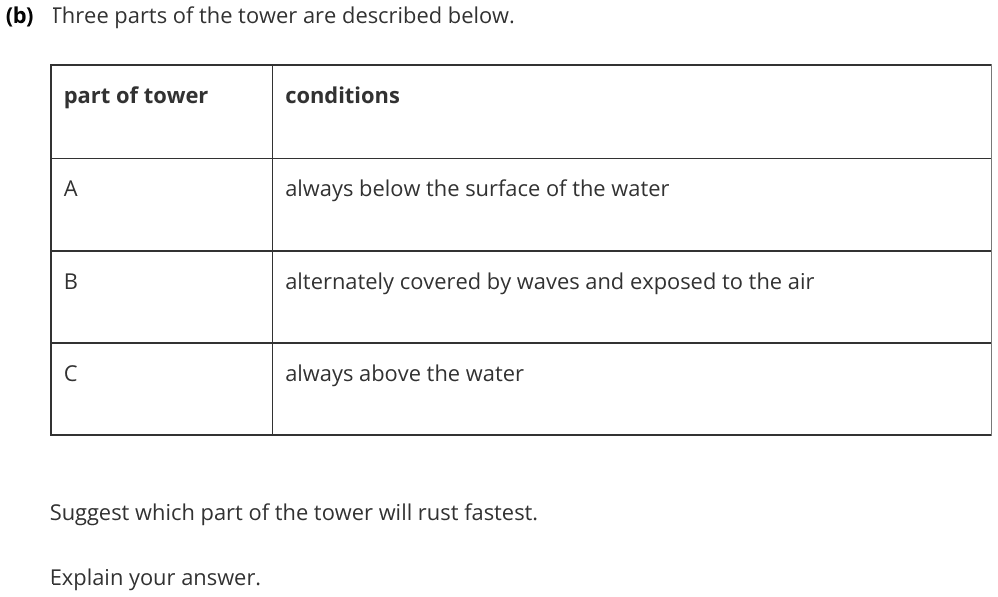 (b) Three parts of the tower are described below.
part of tower conditions
A always below the surface of the water
B alternately covered by waves and exposed to the air
C always above the water
Suggest which part of the tower will rust fastest.
Explain your answer.